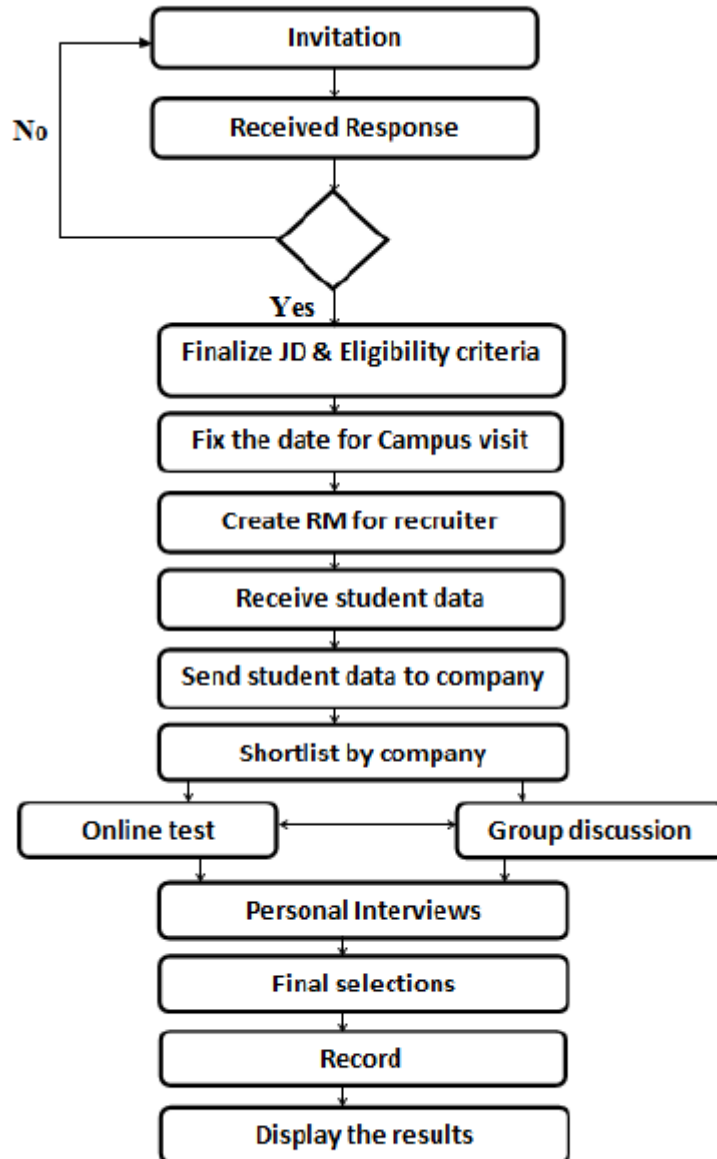 Invitation
No
Received Response
Yes
Finalize JD & Eligibility criteria
Fix the date for Campus visit
Create RM for recruiter
Receive student data
Send student data to company
Shortlist by company
Online test
Group discussion
Personal Interviews
Final selections
Record
Display the results